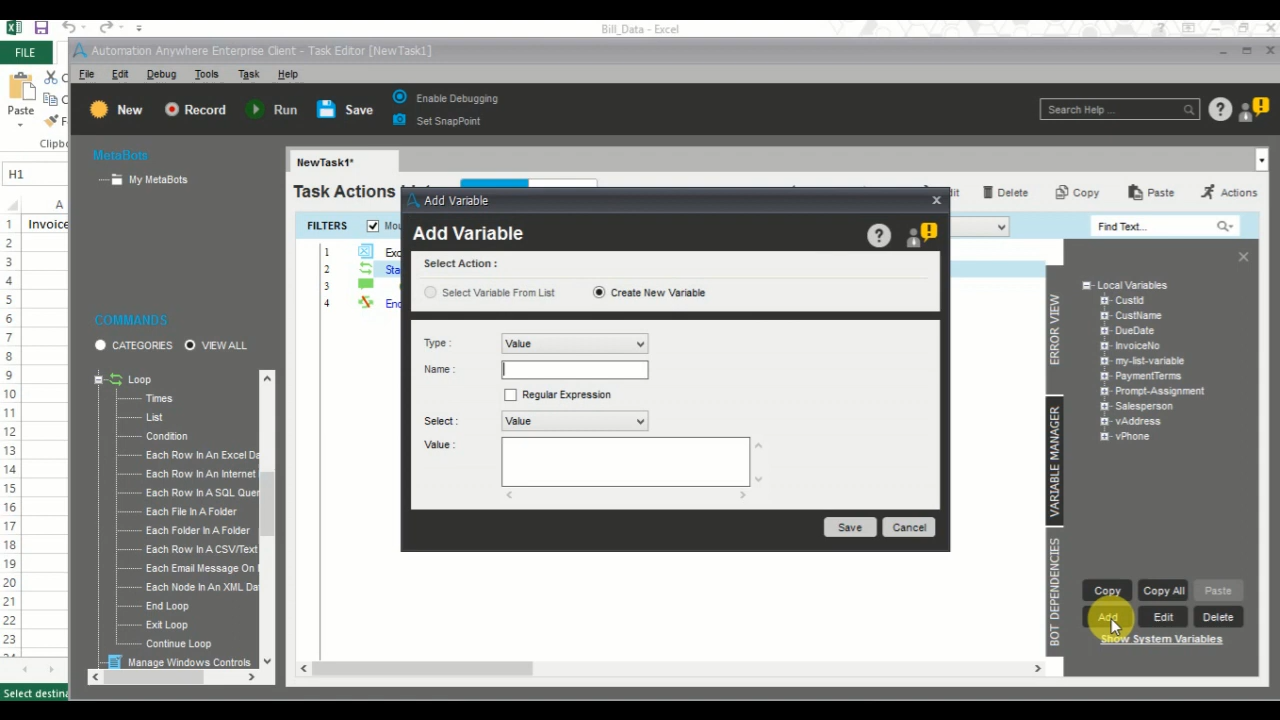 Bill_Data - Excel
FILE
Automation Anywhere Enterprise Client - Task Editor [NewTask1]
File Edit Debug Tools Task Help
Paste
New Record Run Save
Enable Debugging
Set SnapPoint
Search Help ...
MetaBots
My MetaBots
H1
A
1 Invoice
2
3
4
5
6
7
8
9
10
11
12
13
14
15
16
17
18
19
20
21
22
23
NewTask1*
Delete Copy Paste Actions
FILTERS
Find Text...
1
2
3
4
Add Variable
Add Variable
Select Action :
Select Variable From List Create New Variable
Type : Value
Name :
Regular Expression
Select : Value
Value :
Save Cancel
COMMANDS
CATEGORIES VIEW ALL
Loop
Times
List
Condition
Each Row In An Excel Da
Each Row In An Internet
Each Row In A SQL Que
Each File In A Folder
Each Folder In A Folder
Each Row In A CSV/Text
Each Email Message On
Each Node In An XML Da
End Loop
Exit Loop
Continue Loop
Manage Windows Controls
ERROR VIEW
VARIABLE MANAGER
BOT DEPENDENCIES
Local Variables
CustId
CustName
DueDate
InvoiceNo
my-list-variable
PaymentTerms
Prompt-Assignment
Salesperson
vAddress
vPhone
Copy Copy All Paste
Add Edit Delete
Show System Variables
Select destina